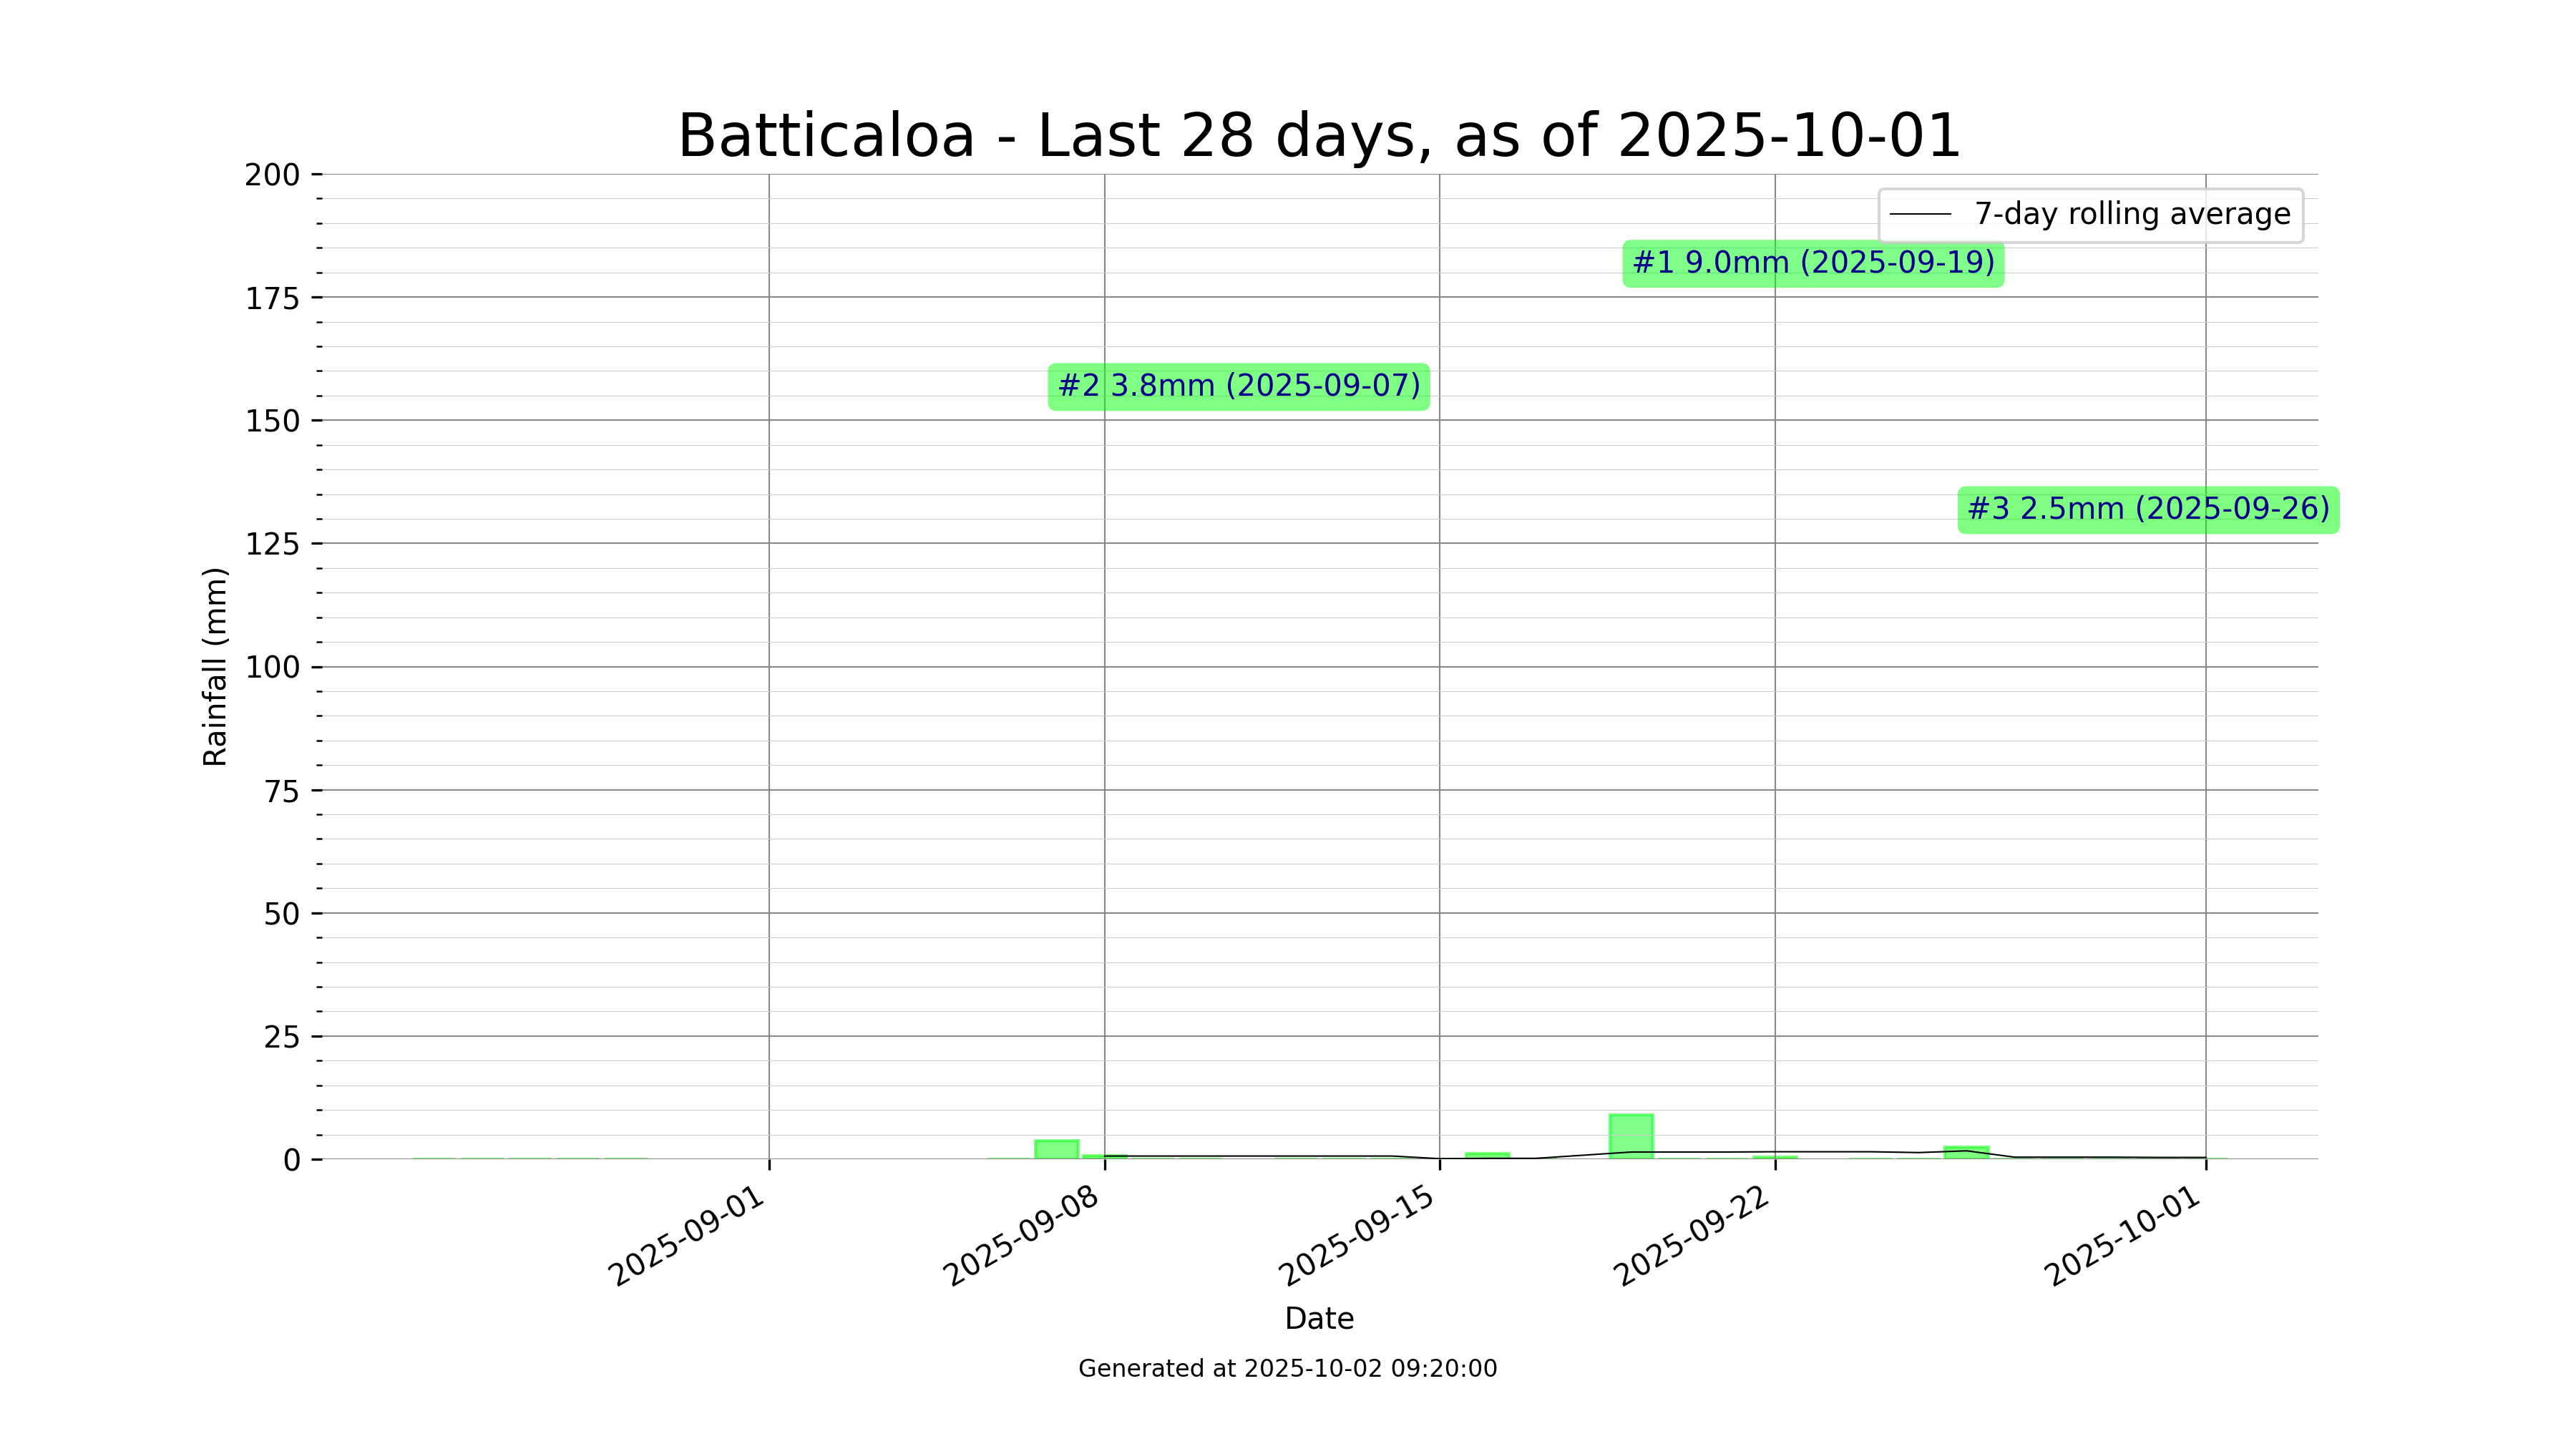 Batticaloa - Last 28 days, as of 2025-10-01
200
175
150
125
100
75
50
25
0
Rainfall (mm)
7-day rolling average
#1 9.0mm (2025-09-19)
#2 3.8mm (2025-09-07)
#3 2.5mm (2025-09-26)
2025-09-01
2025-09-08
2025-09-15
2025-09-22
2025-10-01
Date
Generated at 2025-10-02 09:20:00